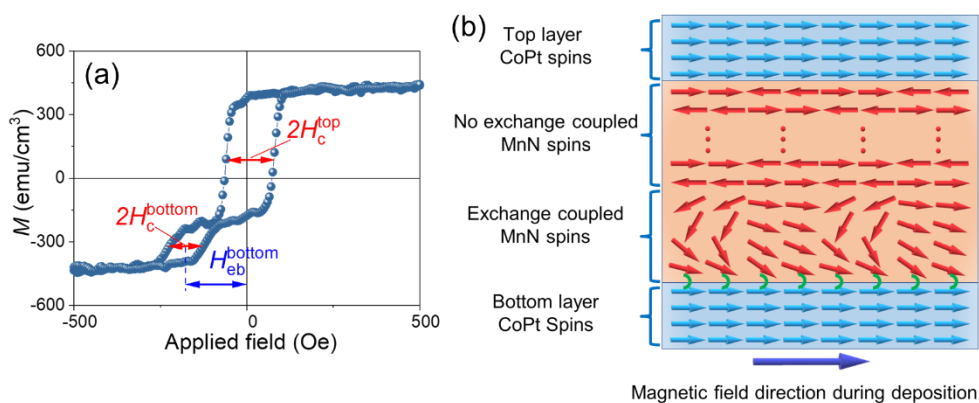 (a)
600
300
0
-300
-600
M (emu/cm³)
2H_c^top
2H_c^bottom
H_eb^bottom
-500
0
500
Applied field (Oe)
(b)
Top layer
CoPt spins
No exchange coupled
MnN spins
Exchange coupled
MnN spins
Bottom layer
CoPt Spins
Magnetic field direction during deposition